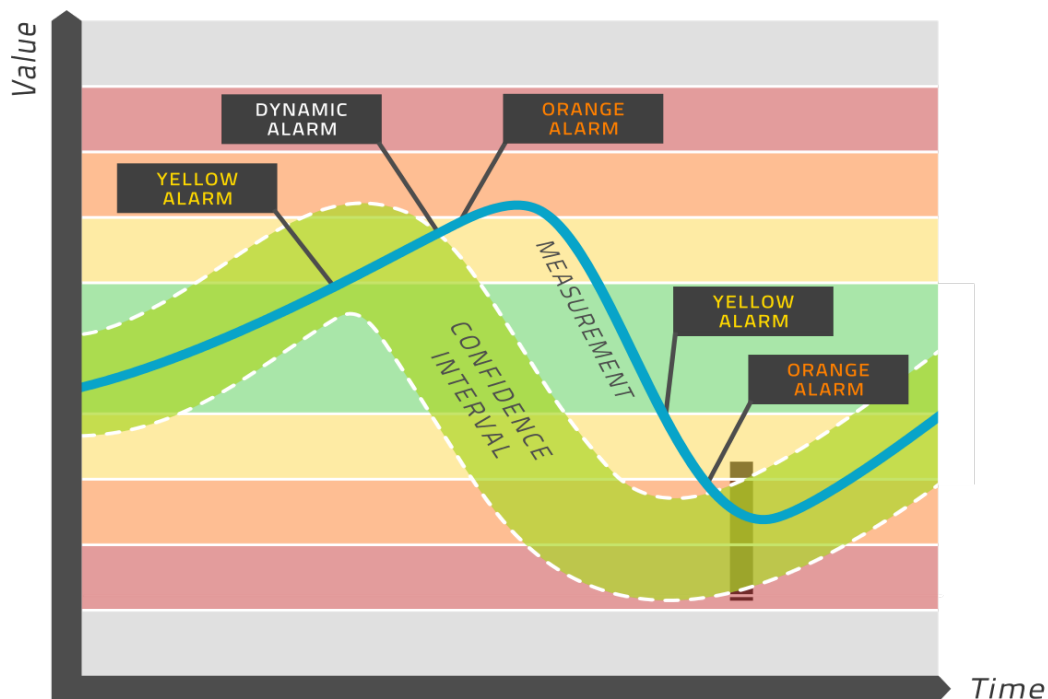 Value
DYNAMIC
ALARM
ORANGE
ALARM
YELLOW
ALARM
MEASUREMENT
YELLOW
ALARM
CONFIDENCE
INTERVAL
ORANGE
ALARM
Time